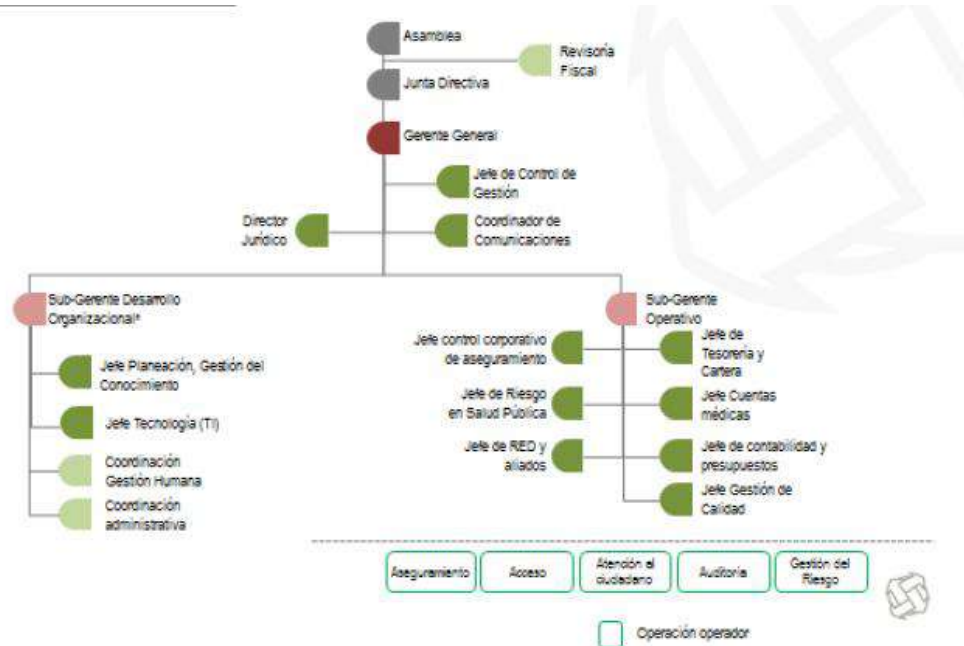 Asamblea
Revisoría
Fiscal
Junta Directiva
Gerente General
Jefe de Control de
Gestión
Director
Jurídico
Coordinador de
Comunicaciones
Sub-Gerente Desarrollo
Organizacional*
Jefe Planeación, Gestión del
Conocimiento
Jefe Tecnología (TI)
Coordinación
Gestión Humana
Coordinación
administrativa
Sub-Gerente
Operativo
Jefe control corporativo
de aseguramiento
Jefe de
Tesorería y
Cartera
Jefe de Riesgo
en Salud Pública
Jefe Cuentas
médicas
Jefe de RED y
aliados
Jefe de contabilidad y
presupuestos
Jefe Gestión de
Calidad
Aseguramiento
Acceso
Atención al
ciudadano
Auditoría
Gestión del
Riesgo
Operación operador